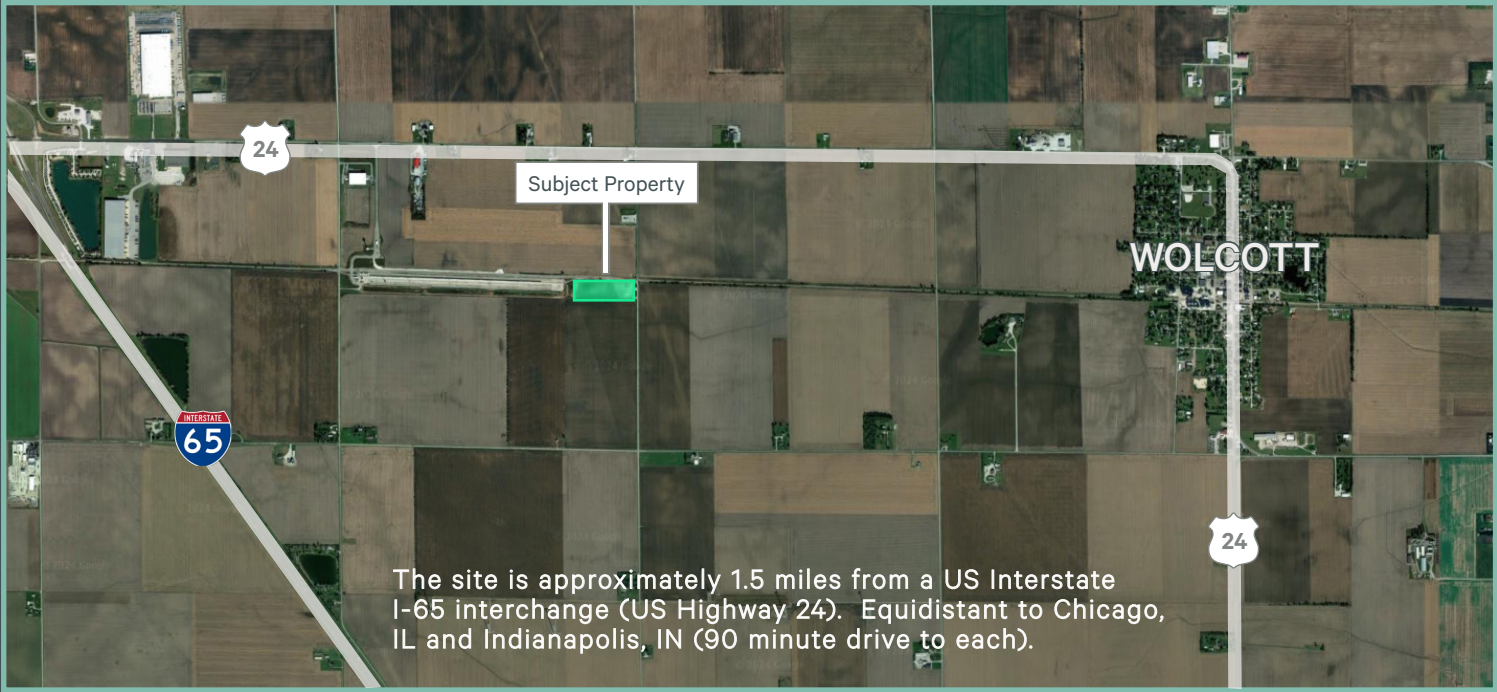 24
Subject Property
WOLCOTT
INTERSTATE
65
24
The site is approximately 1.5 miles from a US Interstate
I-65 interchange (US Highway 24). Equidistant to Chicago,
IL and Indianapolis, IN (90 minute drive to each).